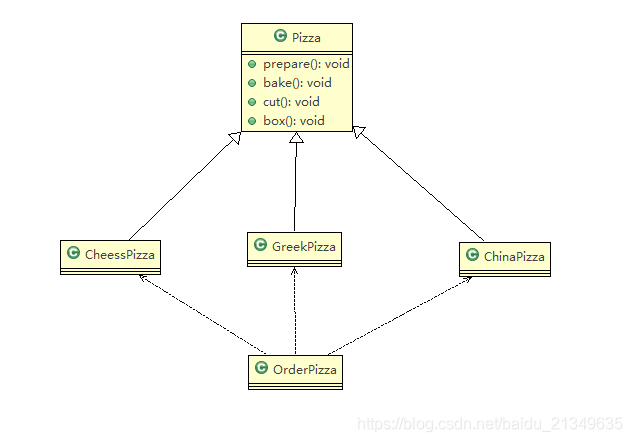 Pizza
prepare(): void
bake(): void
cut(): void
box(): void
CheessPizza
GreekPizza
ChinaPizza
OrderPizza
https://blog.csdn.net/baidu_21349635